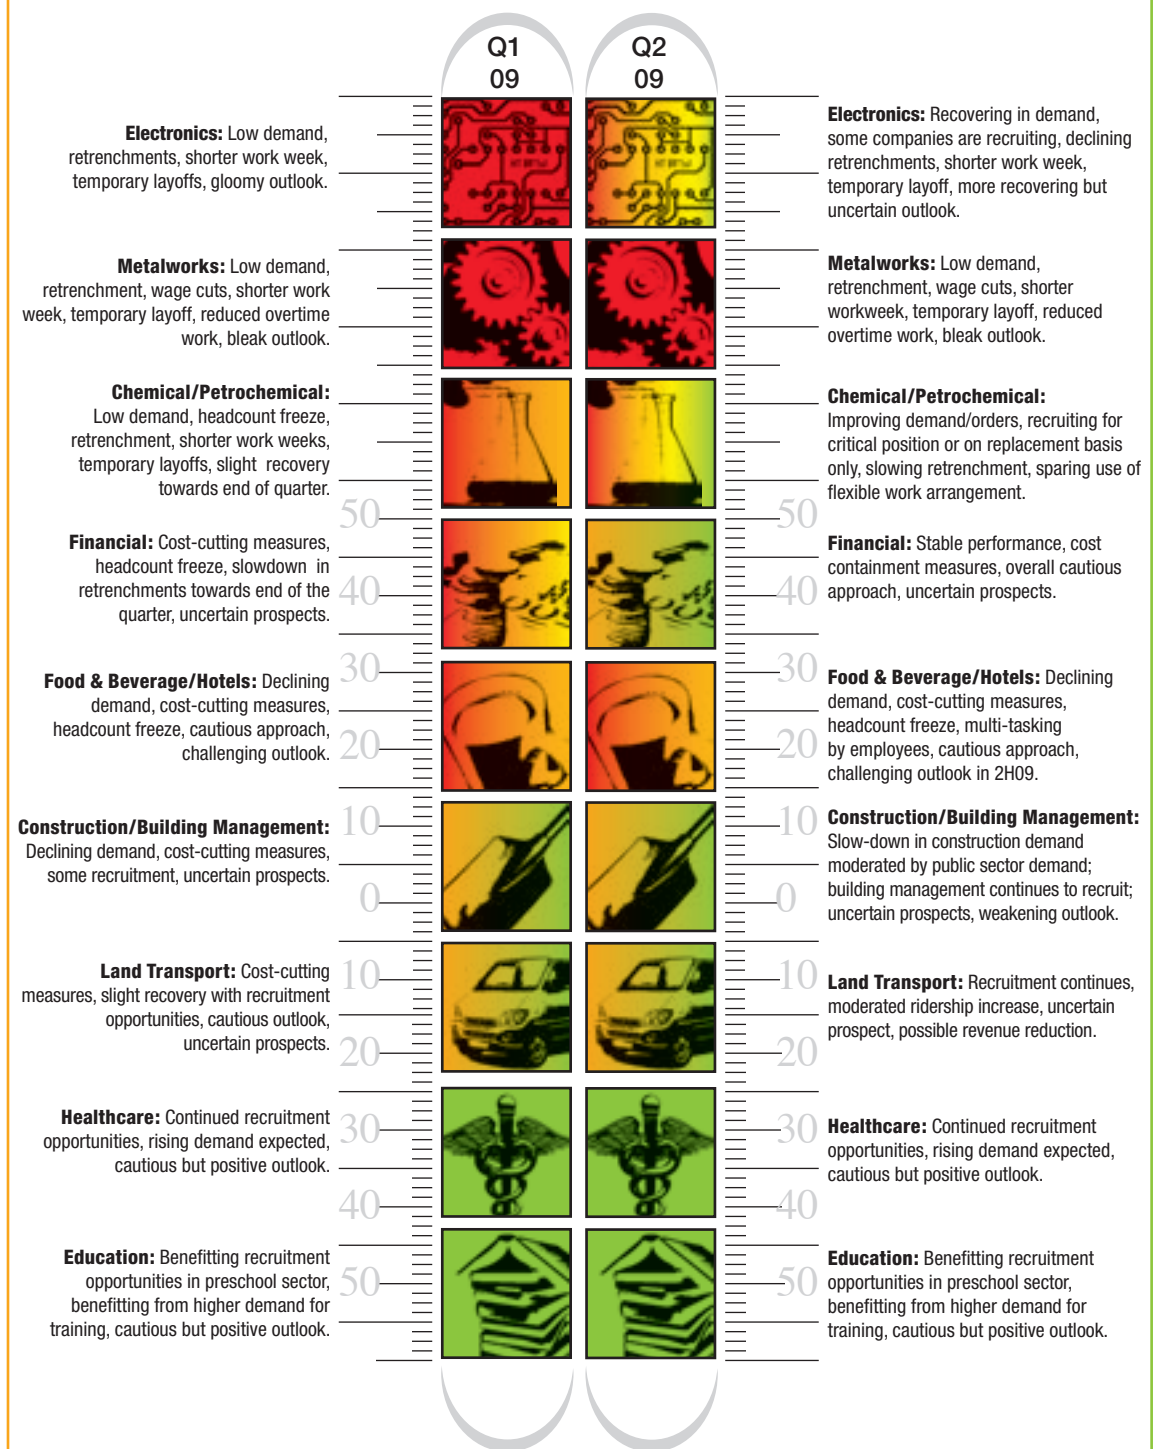 Q1
09
Q2
09
Electronics: Low demand,
retrenchments, shorter work week,
temporary layoffs, gloomy outlook.
Electronics: Recovering in demand,
some companies are recruiting, declining
retrenchments, shorter work week,
temporary layoff, more recovering but
uncertain outlook.
Metalworks: Low demand,
retrenchment, wage cuts, shorter work
week, temporary layoff, reduced overtime
work, bleak outlook.
Metalworks: Low demand,
retrenchment, wage cuts, shorter
workweek, temporary layoff, reduced
overtime work, bleak outlook.
Chemical/Petrochemical:
Low demand, headcount freeze,
retrenchment, shorter work weeks,
temporary layoffs, slight recovery
towards end of quarter.
Chemical/Petrochemical:
Improving demand/orders, recruiting for
critical position or on replacement basis
only, slowing retrenchment, sparing use of
flexible work arrangement.
50
50
Financial: Cost-cutting measures,
headcount freeze, slowdown in
retrenchments towards end of the
quarter, uncertain prospects.
40
Financial: Stable performance, cost
containment measures, overall cautious
approach, uncertain prospects.
40
30
30
Food & Beverage/Hotels: Declining
demand, cost-cutting measures,
headcount freeze, cautious approach,
challenging outlook.
20
Food & Beverage/Hotels: Declining
demand, cost-cutting measures,
headcount freeze, multi-tasking
by employees, cautious approach,
challenging outlook in 2H09.
20
Construction/Building Management:
Declining demand, cost-cutting measures,
some recruitment, uncertain prospects.
10
0
Construction/Building Management:
Slow-down in construction demand
moderated by public sector demand;
building management continues to recruit;
uncertain prospects, weakening outlook.
10
0
Land Transport: Cost-cutting
measures, slight recovery with recruitment
opportunities, cautious outlook,
uncertain prospects.
10
20
Land Transport: Recruitment continues,
moderated ridership increase, uncertain
prospect, possible revenue reduction.
10
20
Healthcare: Continued recruitment
opportunities, rising demand expected,
cautious but positive outlook.
30
40
Healthcare: Continued recruitment
opportunities, rising demand expected,
cautious but positive outlook.
30
40
Education: Benefitting recruitment
opportunities in preschool sector,
benefitting from higher demand for
training, cautious but positive outlook.
50
Education: Benefitting recruitment
opportunities in preschool sector,
benefitting from higher demand for
training, cautious but positive outlook.
50